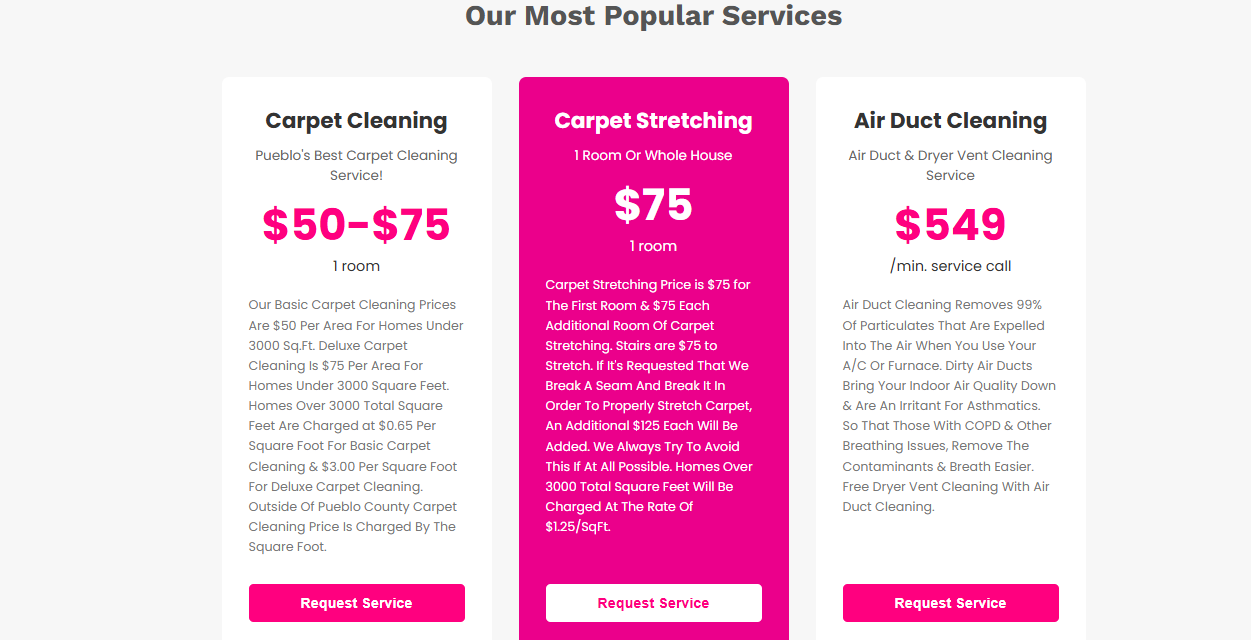 Our Most Popular Services
Carpet Cleaning
Pueblo's Best Carpet Cleaning
Service!
$50-$75
1 room
Our Basic Carpet Cleaning Prices
Are $50 Per Area For Homes Under
3000 Sq.Ft. Deluxe Carpet
Cleaning Is $75 Per Area For
Homes Under 3000 Square Feet.
Homes Over 3000 Total Square
Feet Are Charged at $0.65 Per
Square Foot For Basic Carpet
Cleaning & $3.00 Per Square Foot
For Deluxe Carpet Cleaning.
Outside Of Pueblo County Carpet
Cleaning Price Is Charged By The
Square Foot.
Request Service
Carpet Stretching
1 Room Or Whole House
$75
1 room
Carpet Stretching Price is $75 for
The First Room & $75 Each
Additional Room Of Carpet
Stretching. Stairs are $75 to
Stretch. If It's Requested That We
Break A Seam And Break It In
Order To Properly Stretch Carpet,
An Additional $125 Each Will Be
Added. We Always Try To Avoid
This If At All Possible. Homes Over
3000 Total Square Feet Will Be
Charged At The Rate Of
$1.25/SqFt.
Request Service
Air Duct Cleaning
Air Duct & Dryer Vent Cleaning
Service
$549
/min. service call
Air Duct Cleaning Removes 99%
Of Particulates That Are Expelled
Into The Air When You Use Your
A/C Or Furnace. Dirty Air Ducts
Bring Your Indoor Air Quality Down
& Are An Irritant For Asthmatics.
So That Those With COPD & Other
Breathing Issues, Remove The
Contaminants & Breath Easier.
Free Dryer Vent Cleaning With Air
Duct Cleaning.
Request Service